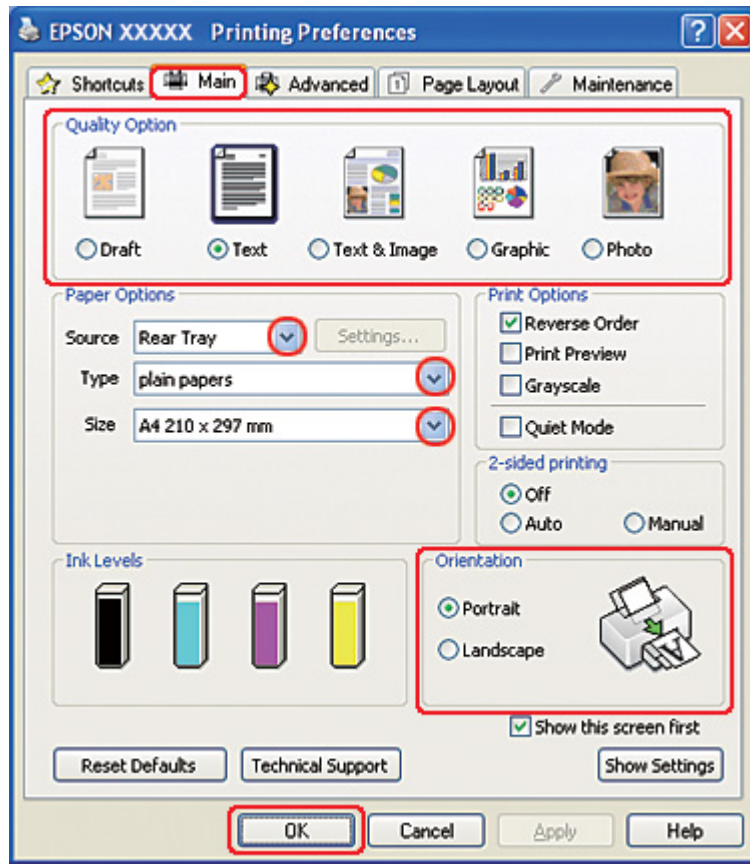 EPSON XXXXX Printing Preferences
Shortcuts Main Advanced Page Layout Maintenance
Quality Option
Draft Text Text & Image Graphic Photo
Paper Options
Source Rear Tray Settings...
Type plain papers
Size A4 210 x 297 mm
Print Options
Reverse Order
Print Preview
Grayscale
Quiet Mode
2-sided printing
Off
Auto Manual
Ink Levels
Orientation
Portrait
Landscape
Show this screen first
Reset Defaults Technical Support Show Settings
OK Cancel Apply Help